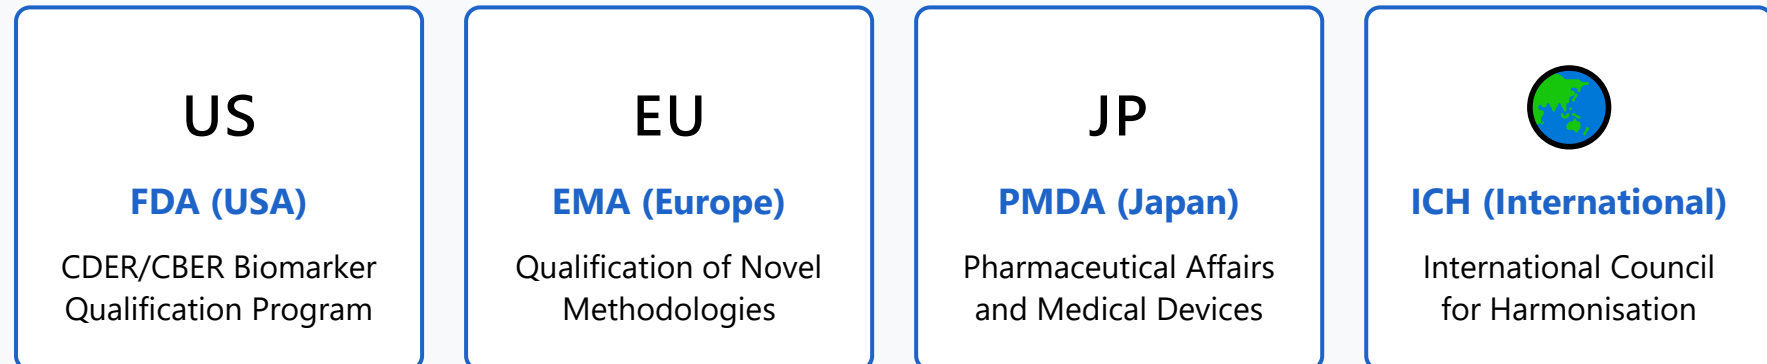 US
FDA (USA)
CDER/CBER Biomarker
Qualification Program
EU
EMA (Europe)
Qualification of Novel
Methodologies
JP
PMDA (Japan)
Pharmaceutical Affairs
and Medical Devices
ICH (International)
International Council
for Harmonisation